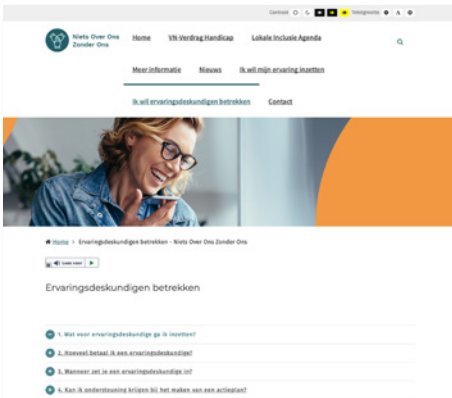 Contrast
Tekstgrootte A
Niets Over Ons
Zonder Ons
Home VN-Verdrag Handicap Lokale Inclusie Agenda
Meer informatie Nieuws Ik wil mijn ervaring inzetten
Ik wil ervaringsdeskundigen betrekken Contact
Home > Ervaringsdeskundigen betrekken - Niets Over Ons Zonder Ons
Lees voor
Ervaringsdeskundigen betrekken
1. Wat voor ervaringsdeskundige ga ik inzetten?
2. Hoeveel betaal ik een ervaringsdeskundige?
3. Wanneer zet je een ervaringsdeskundige in?
4. Kan ik ondersteuning krijgen bij het maken van een actieplan?